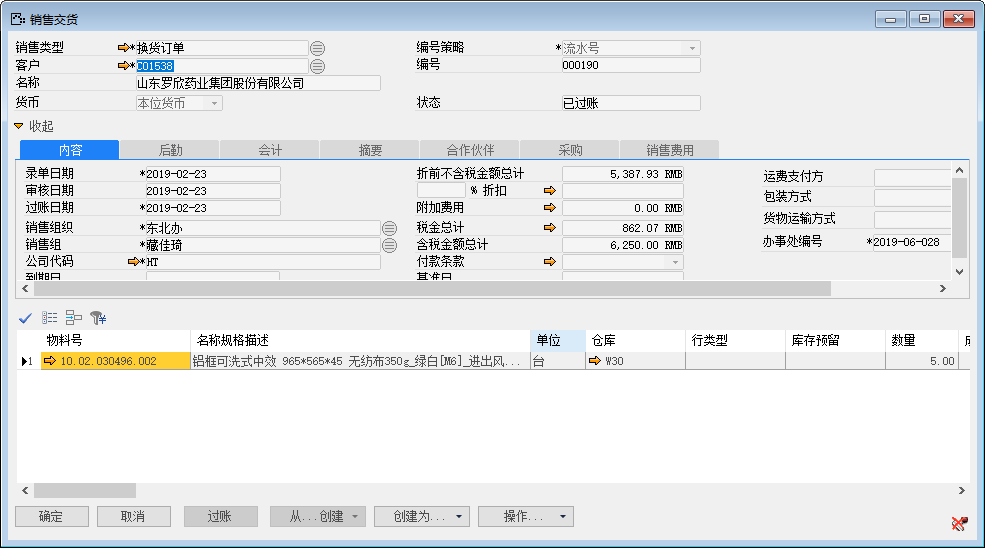 销售交货
销售类型 *换货订单 编号策略 *流水号
客户 *C01538 编号 000190
名称 山东罗欣药业集团股份有限公司
货币 本位货币 状态 已过账
收起
内容 后勤 会计 摘要 合作伙伴 采购 销售费用
录单日期 *2019-02-23 折前不含税金额总计 5,387.93 RMB 运费支付方
审核日期 2019-02-23 % 折扣 包装方式
过账日期 *2019-02-23 附加费用 0.00 RMB 货物运输方式
销售组织 *东北办 税金总计 862.07 RMB
销售组 *藏佳琦 含税金额总计 6,250.00 RMB 办事处编号 *2019-06-028
公司代码 *HT 付款条款
到期日 基准日
物料号 名称规格描述 单位 仓库 行类型 库存预留 数量
1 10.02.030496.002 铝框可洗式中效 965*565*45 无纺布350g_绿白[M6]_进出风... 台 W30 5.00
确定 取消 过账 从...创建 创建为... 操作...